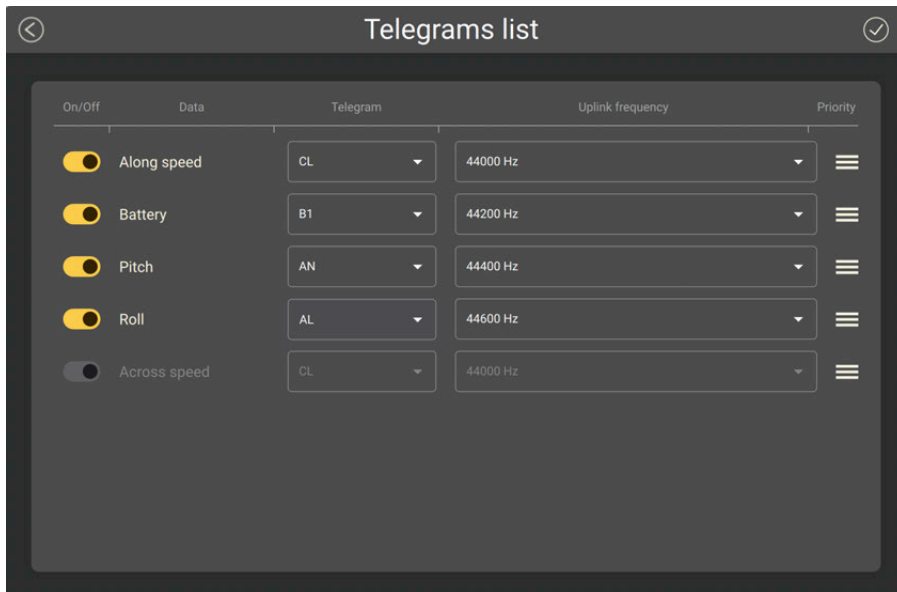 Telegrams list
On/Off Data Telegram Uplink frequency Priority
Along speed CL 44000 Hz
Battery B1 44200 Hz
Pitch AN 44400 Hz
Roll AL 44600 Hz
Across speed CL 44000 Hz